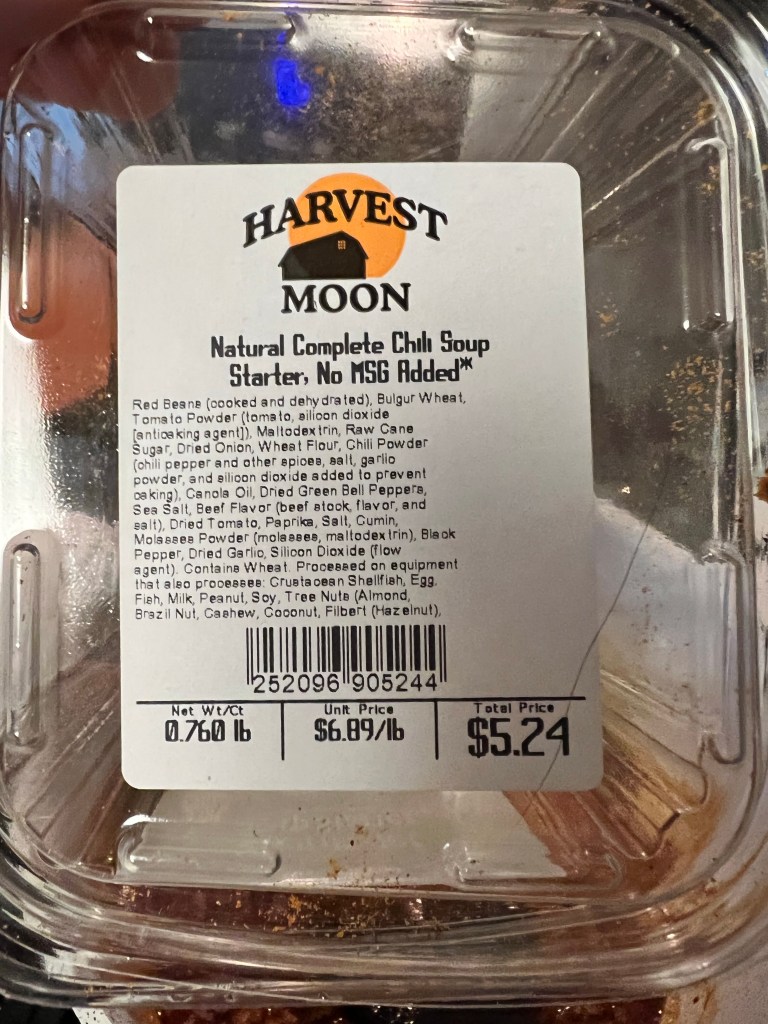 HARVEST
MOON
Natural Complete Chili Soup
Starter, No MSG Added*
Red Beans (cooked and dehydrated), Bulgur Wheat,
Tomato Powder (tomato, silicon dioxide
[anticaking agent]), Maltodextrin, Raw Cane
Sugar, Dried Onion, Wheat Flour, Chili Powder
(chili pepper and other spices, salt, garlic
powder, and silicon dioxide added to prevent
caking), Canola Oil, Dried Green Bell Peppers,
Sea Salt, Beef Flavor (beef stock, flavor, and
salt), Dried Tomato, Paprika, Salt, Cumin,
Molasses Powder (molasses, maltodextrin), Black
Pepper, Dried Garlic, Silicon Dioxide (flow
agent). Contains Wheat. Processed on equipment
that also processes: Crustacean Shellfish, Egg,
Fish, Milk, Peanut, Soy, Tree Nuts (Almond,
Brazil Nut, Cashew, Coconut, Filbert (Hazelnut),
252096 905244
Net Wt/Ct Unit Price Total Price
0.760 lb $6.89/lb $5.24